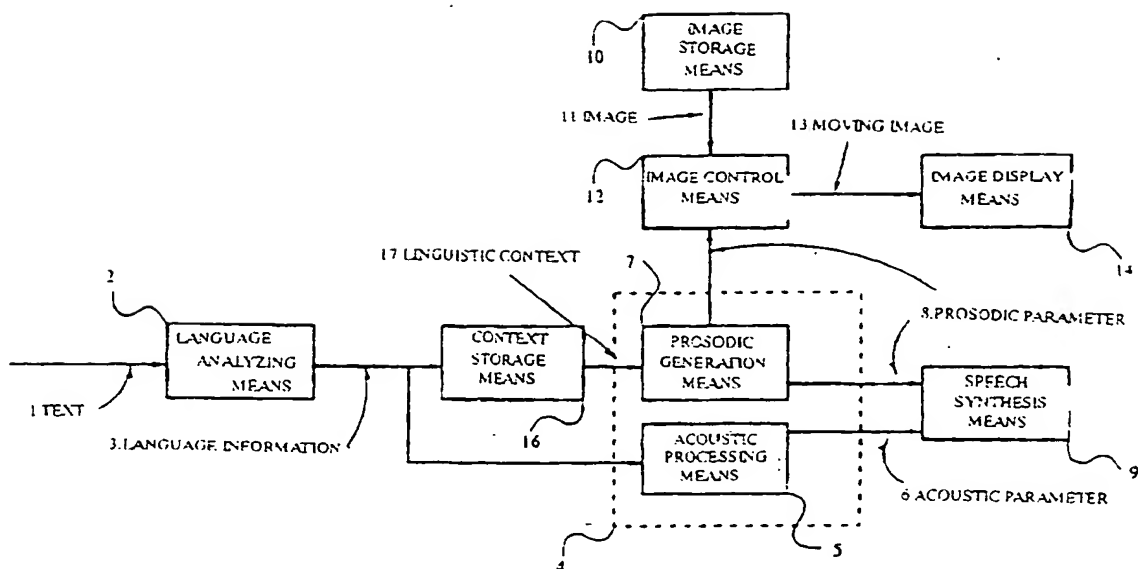 IMAGE
STORAGE
MEANS
10
11 IMAGE
13 MOVING IMAGE
IMAGE CONTROL
MEANS
12
IMAGE DISPLAY
MEANS
14
17 LINGUISTIC CONTEXT
7
2
8.PROSODIC PARAMETER
LANGUAGE
ANALYZING
MEANS
CONTEXT
STORAGE
MEANS
PROSODIC
GENERATION
MEANS
SPEECH
SYNTHESIS
MEANS
1 TEXT
3.LANGUAGE INFORMATION
16
ACOUSTIC
PROCESSING
MEANS
9
6 ACOUSTIC PARAMETER
4
5